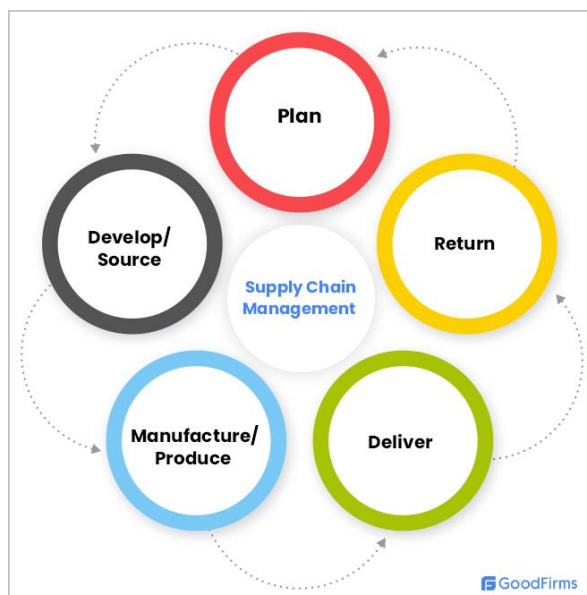 Plan
Develop/
Source
Return
Supply Chain
Management
Manufacture/
Produce
Deliver
GoodFirms